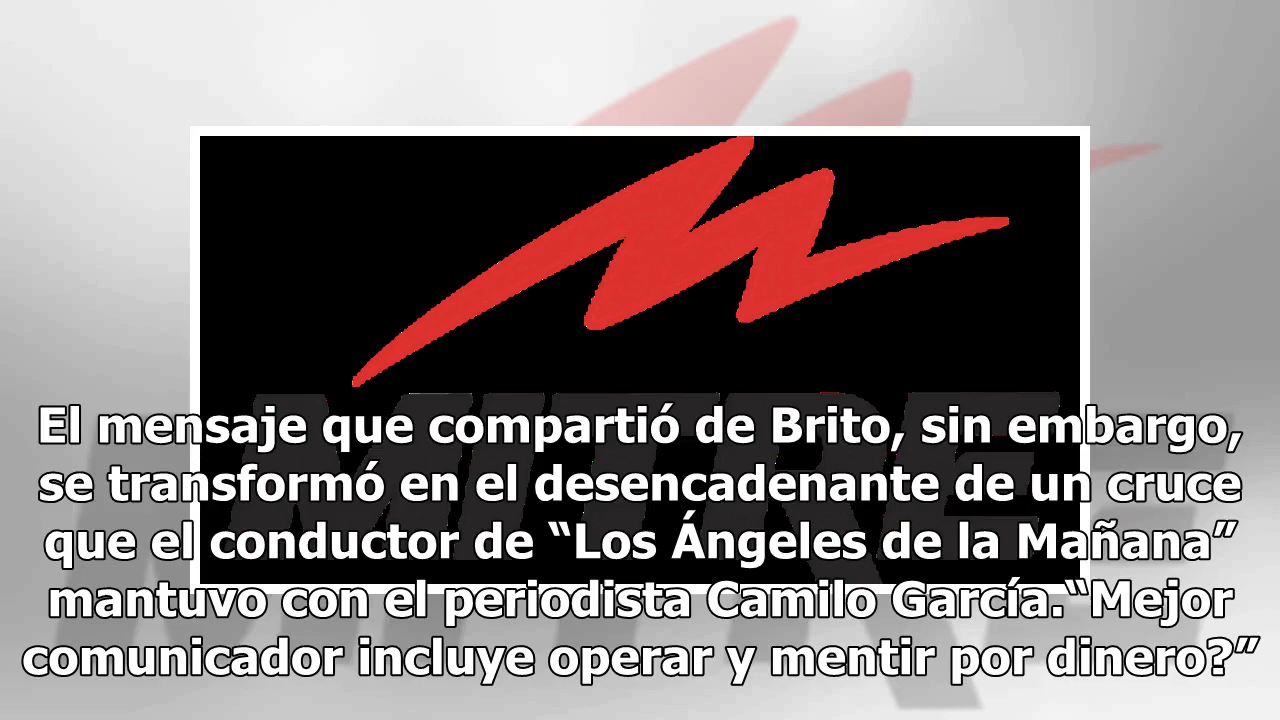 MITRE
El mensaje que compartió de Brito, sin embargo,
se transformó en el desencadenante de un cruce
que el conductor de “Los Ángeles de la Mañana”
mantuvo con el periodista Camilo García.“Mejor
comunicador incluye operar y mentir por dinero?”